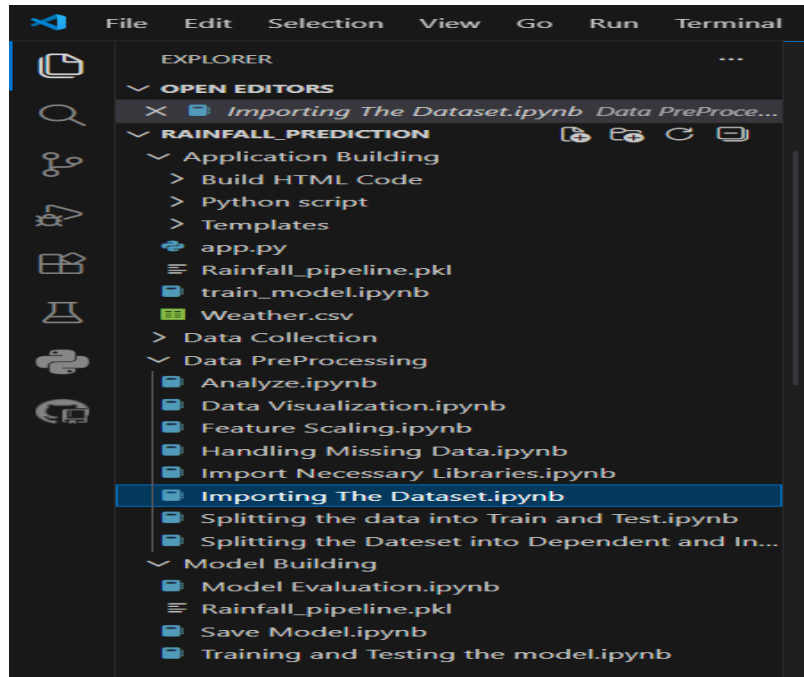 File Edit Selection View Go Run Terminal
EXPLORER ...
OPEN EDITORS
Importing The Dataset.ipynb Data PreProce...
RAINFALL_PREDICTION
Application Building
Build HTML Code
Python script
Templates
app.py
Rainfall_pipeline.pkl
train_model.ipynb
Weather.csv
Data Collection
Data PreProcessing
Analyze.ipynb
Data Visualization.ipynb
Feature Scaling.ipynb
Handling Missing Data.ipynb
Import Necessary Libraries.ipynb
Importing The Dataset.ipynb
Splitting the data into Train and Test.ipynb
Splitting the Dateset into Dependent and In...
Model Building
Model Evaluation.ipynb
Rainfall_pipeline.pkl
Save Model.ipynb
Training and Testing the model.ipynb